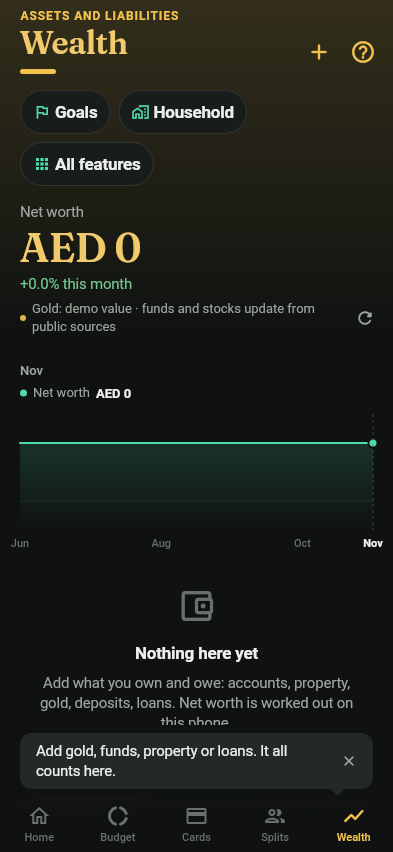 ASSETS AND LIABILITIES
Wealth
Goals
Household
All features
Net worth
AED 0
+0.0% this month
Gold: demo value · funds and stocks update from
public sources
Nov
Net worth AED 0
Jun Aug Oct Nov
Nothing here yet
Add what you own and owe: accounts, property,
gold, deposits, loans. Net worth is worked out on
this phone
Add gold, funds, property or loans. It all
counts here.
Home Budget Cards Splits Wealth